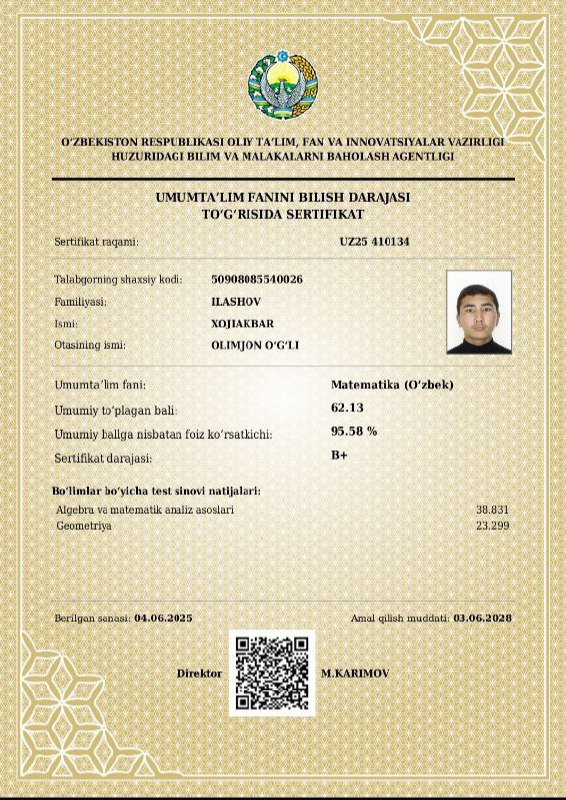 O‘ZBEKISTON RESPUBLIKASI OLIY TA’LIM, FAN VA INNOVATSIYALAR VAZIRLIGI
HUZURIDAGI BILIM VA MALAKALARNI BAHOLASH AGENTLIGI
UMUMTA’LIM FANINI BILISH DARAJASI
TO‘G‘RISIDA SERTIFIKAT
Sertifikat raqami: UZ25 410134
Talabgorning shaxsiy kodi: 50908085540026
Familiyasi: ILASHOV
Ismi: XOJIAKBAR
Otasining ismi: OLIMJON O‘G‘LI
Umumta’lim fani: Matematika (O‘zbek)
Umumiy to‘plagan bali: 62.13
Umumiy ballga nisbatan foiz ko‘rsatkichi: 95.58 %
Sertifikat darajasi: B+
Bo‘limlar bo‘yicha test sinovi natijalari:
Algebra va matematik analiz asoslari 38.831
Geometriya 23.299
Berilgan sanasi: 04.06.2025 Amal qilish muddati: 03.06.2028
Direktor M.KARIMOV